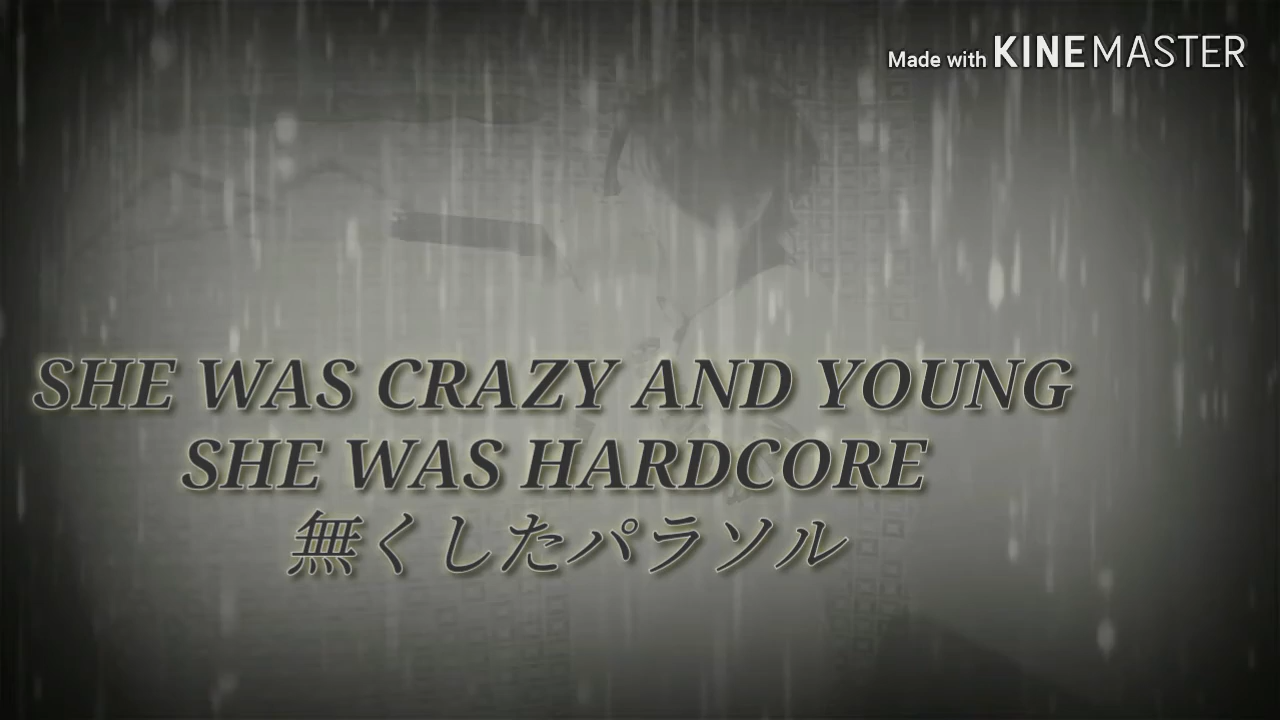 Made with KINEMASTER
SHE WAS CRAZY AND YOUNG
SHE WAS HARDCORE
無くしたパラソル